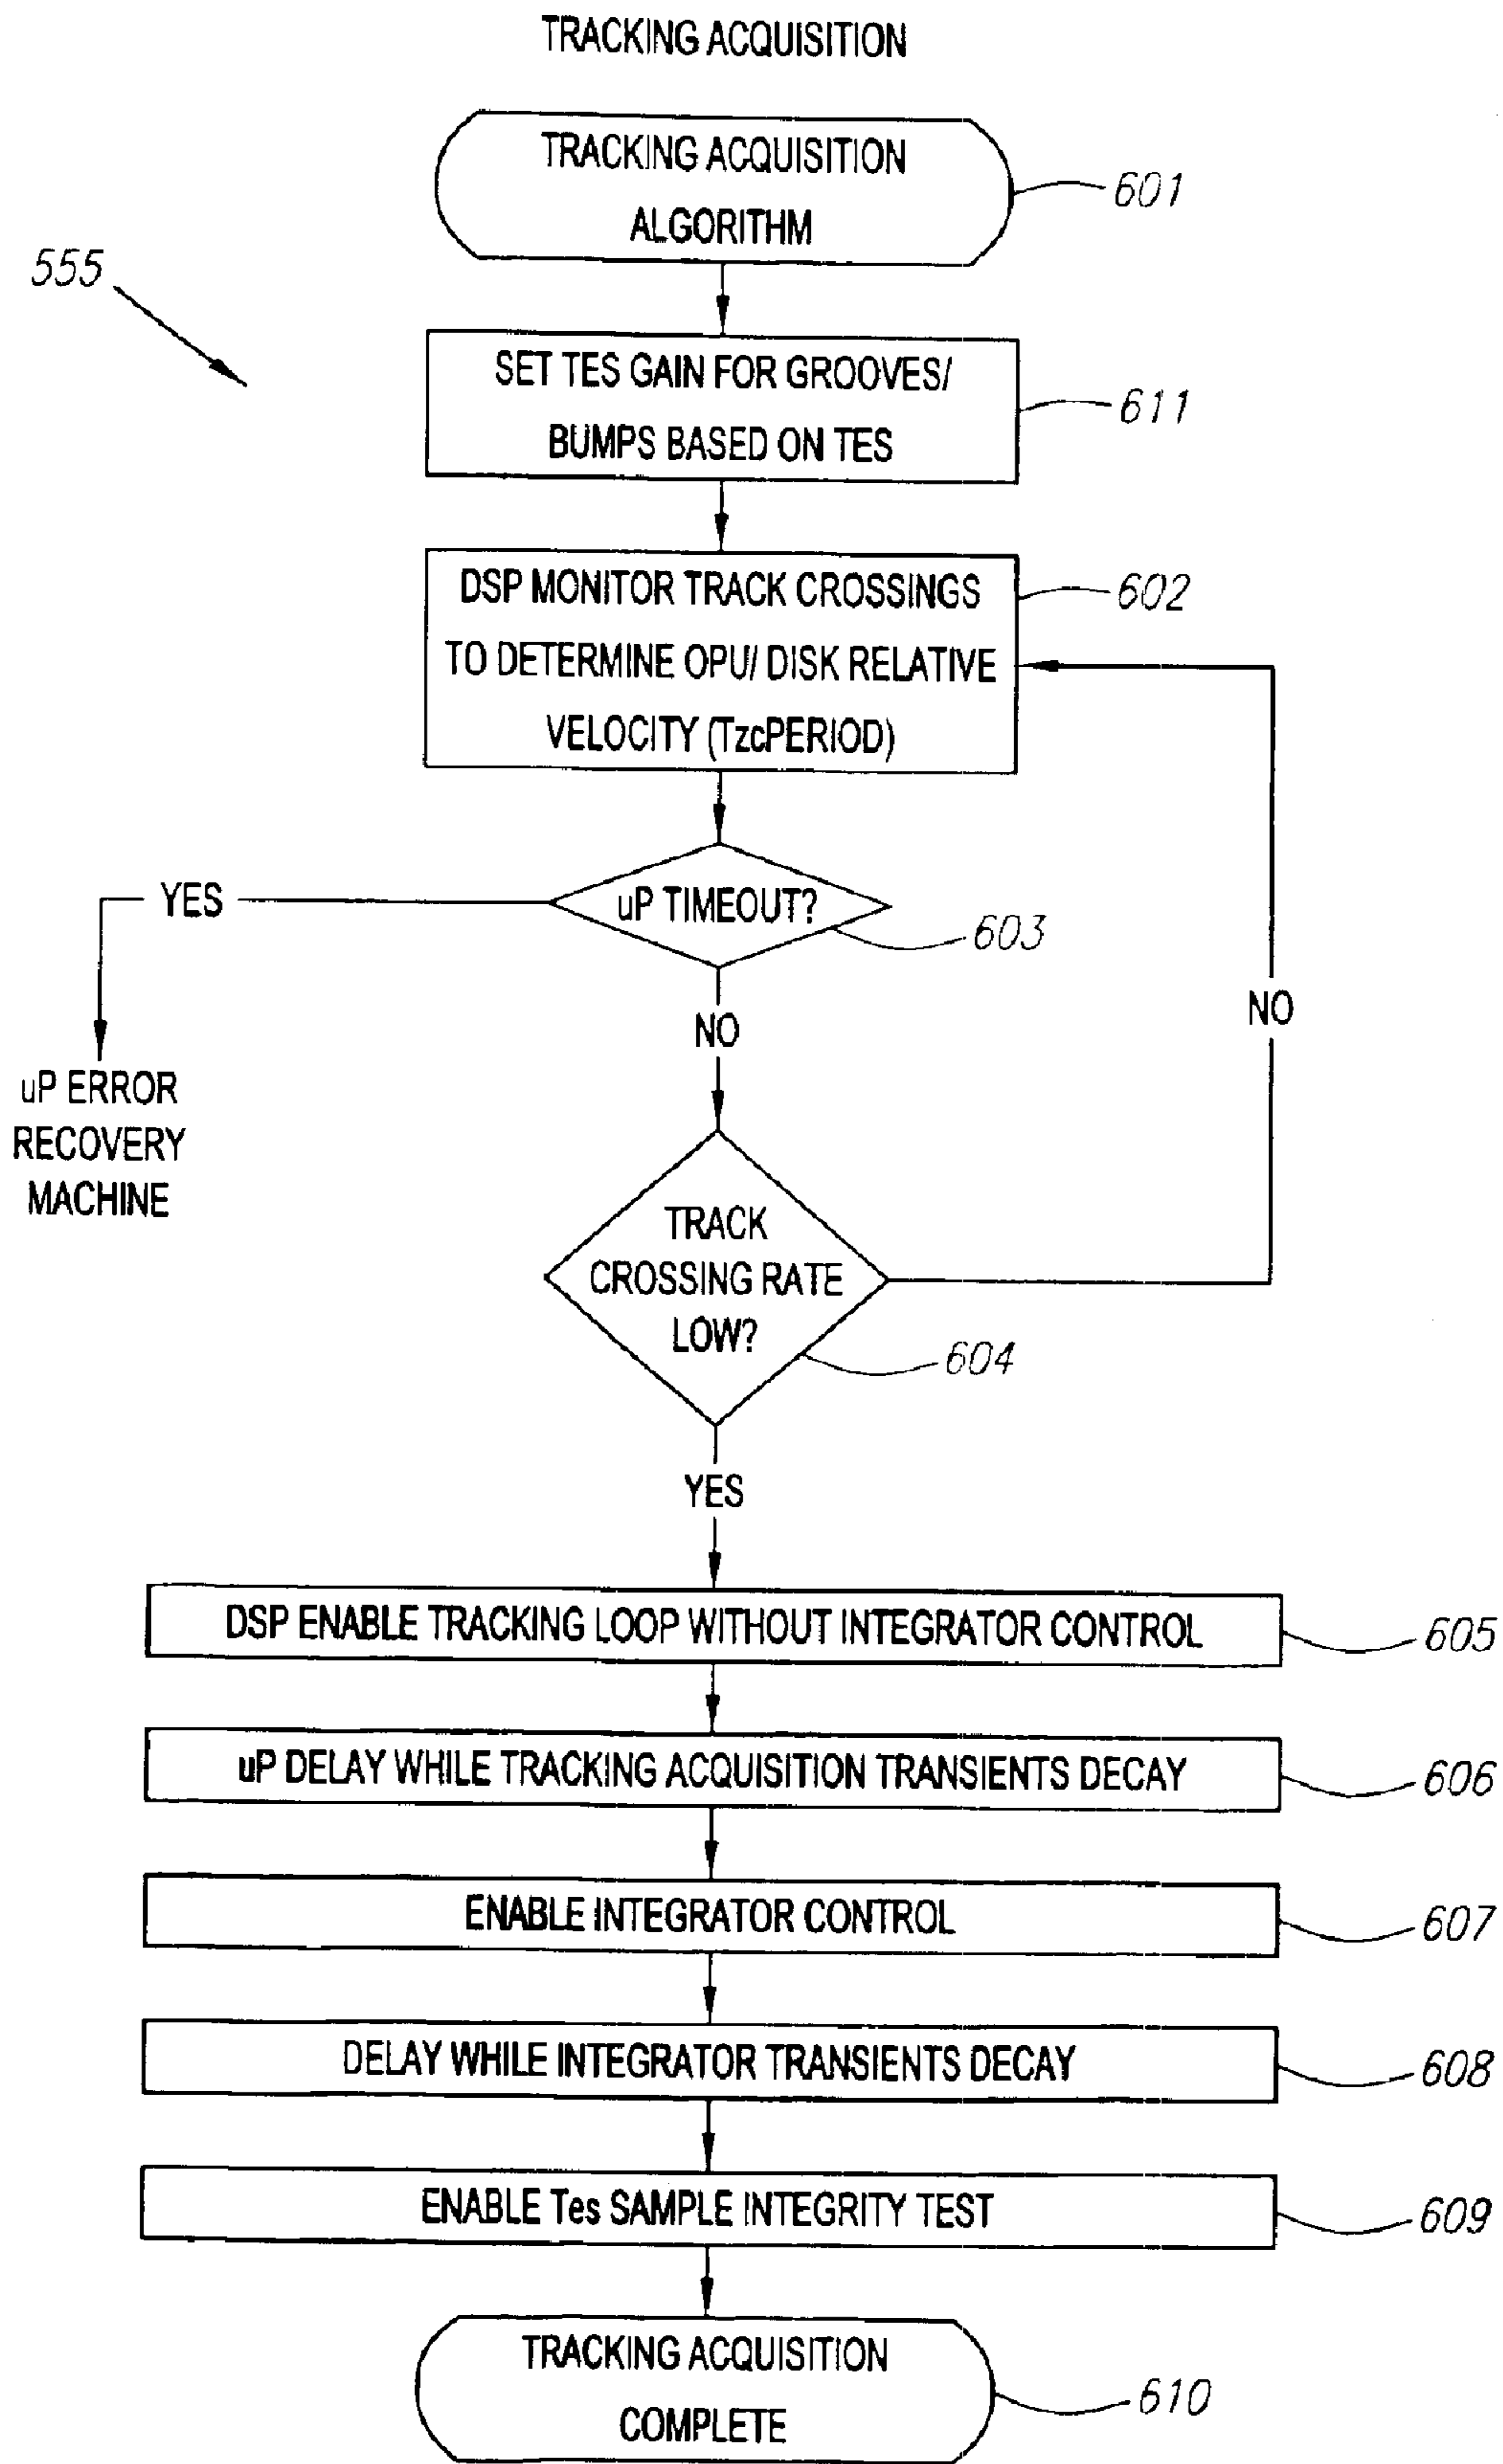 TRACKING ACQUISITION
TRACKING ACQUISITION
ALGORITHM
601
555
SET TES GAIN FOR GROOVES/
BUMPS BASED ON TES
611
DSP MONITOR TRACK CROSSINGS
TO DETERMINE OPU/ DISK RELATIVE
VELOCITY (TzcPERIOD)
602
YES
uP TIMEOUT?
603
NO
NO
uP ERROR
RECOVERY
MACHINE
TRACK
CROSSING RATE
LOW?
604
YES
DSP ENABLE TRACKING LOOP WITHOUT INTEGRATOR CONTROL
605
uP DELAY WHILE TRACKING ACQUISITION TRANSIENTS DECAY
606
ENABLE INTEGRATOR CONTROL
607
DELAY WHILE INTEGRATOR TRANSIENTS DECAY
608
ENABLE Tes SAMPLE INTEGRITY TEST
609
TRACKING ACQUISITION
COMPLETE
610